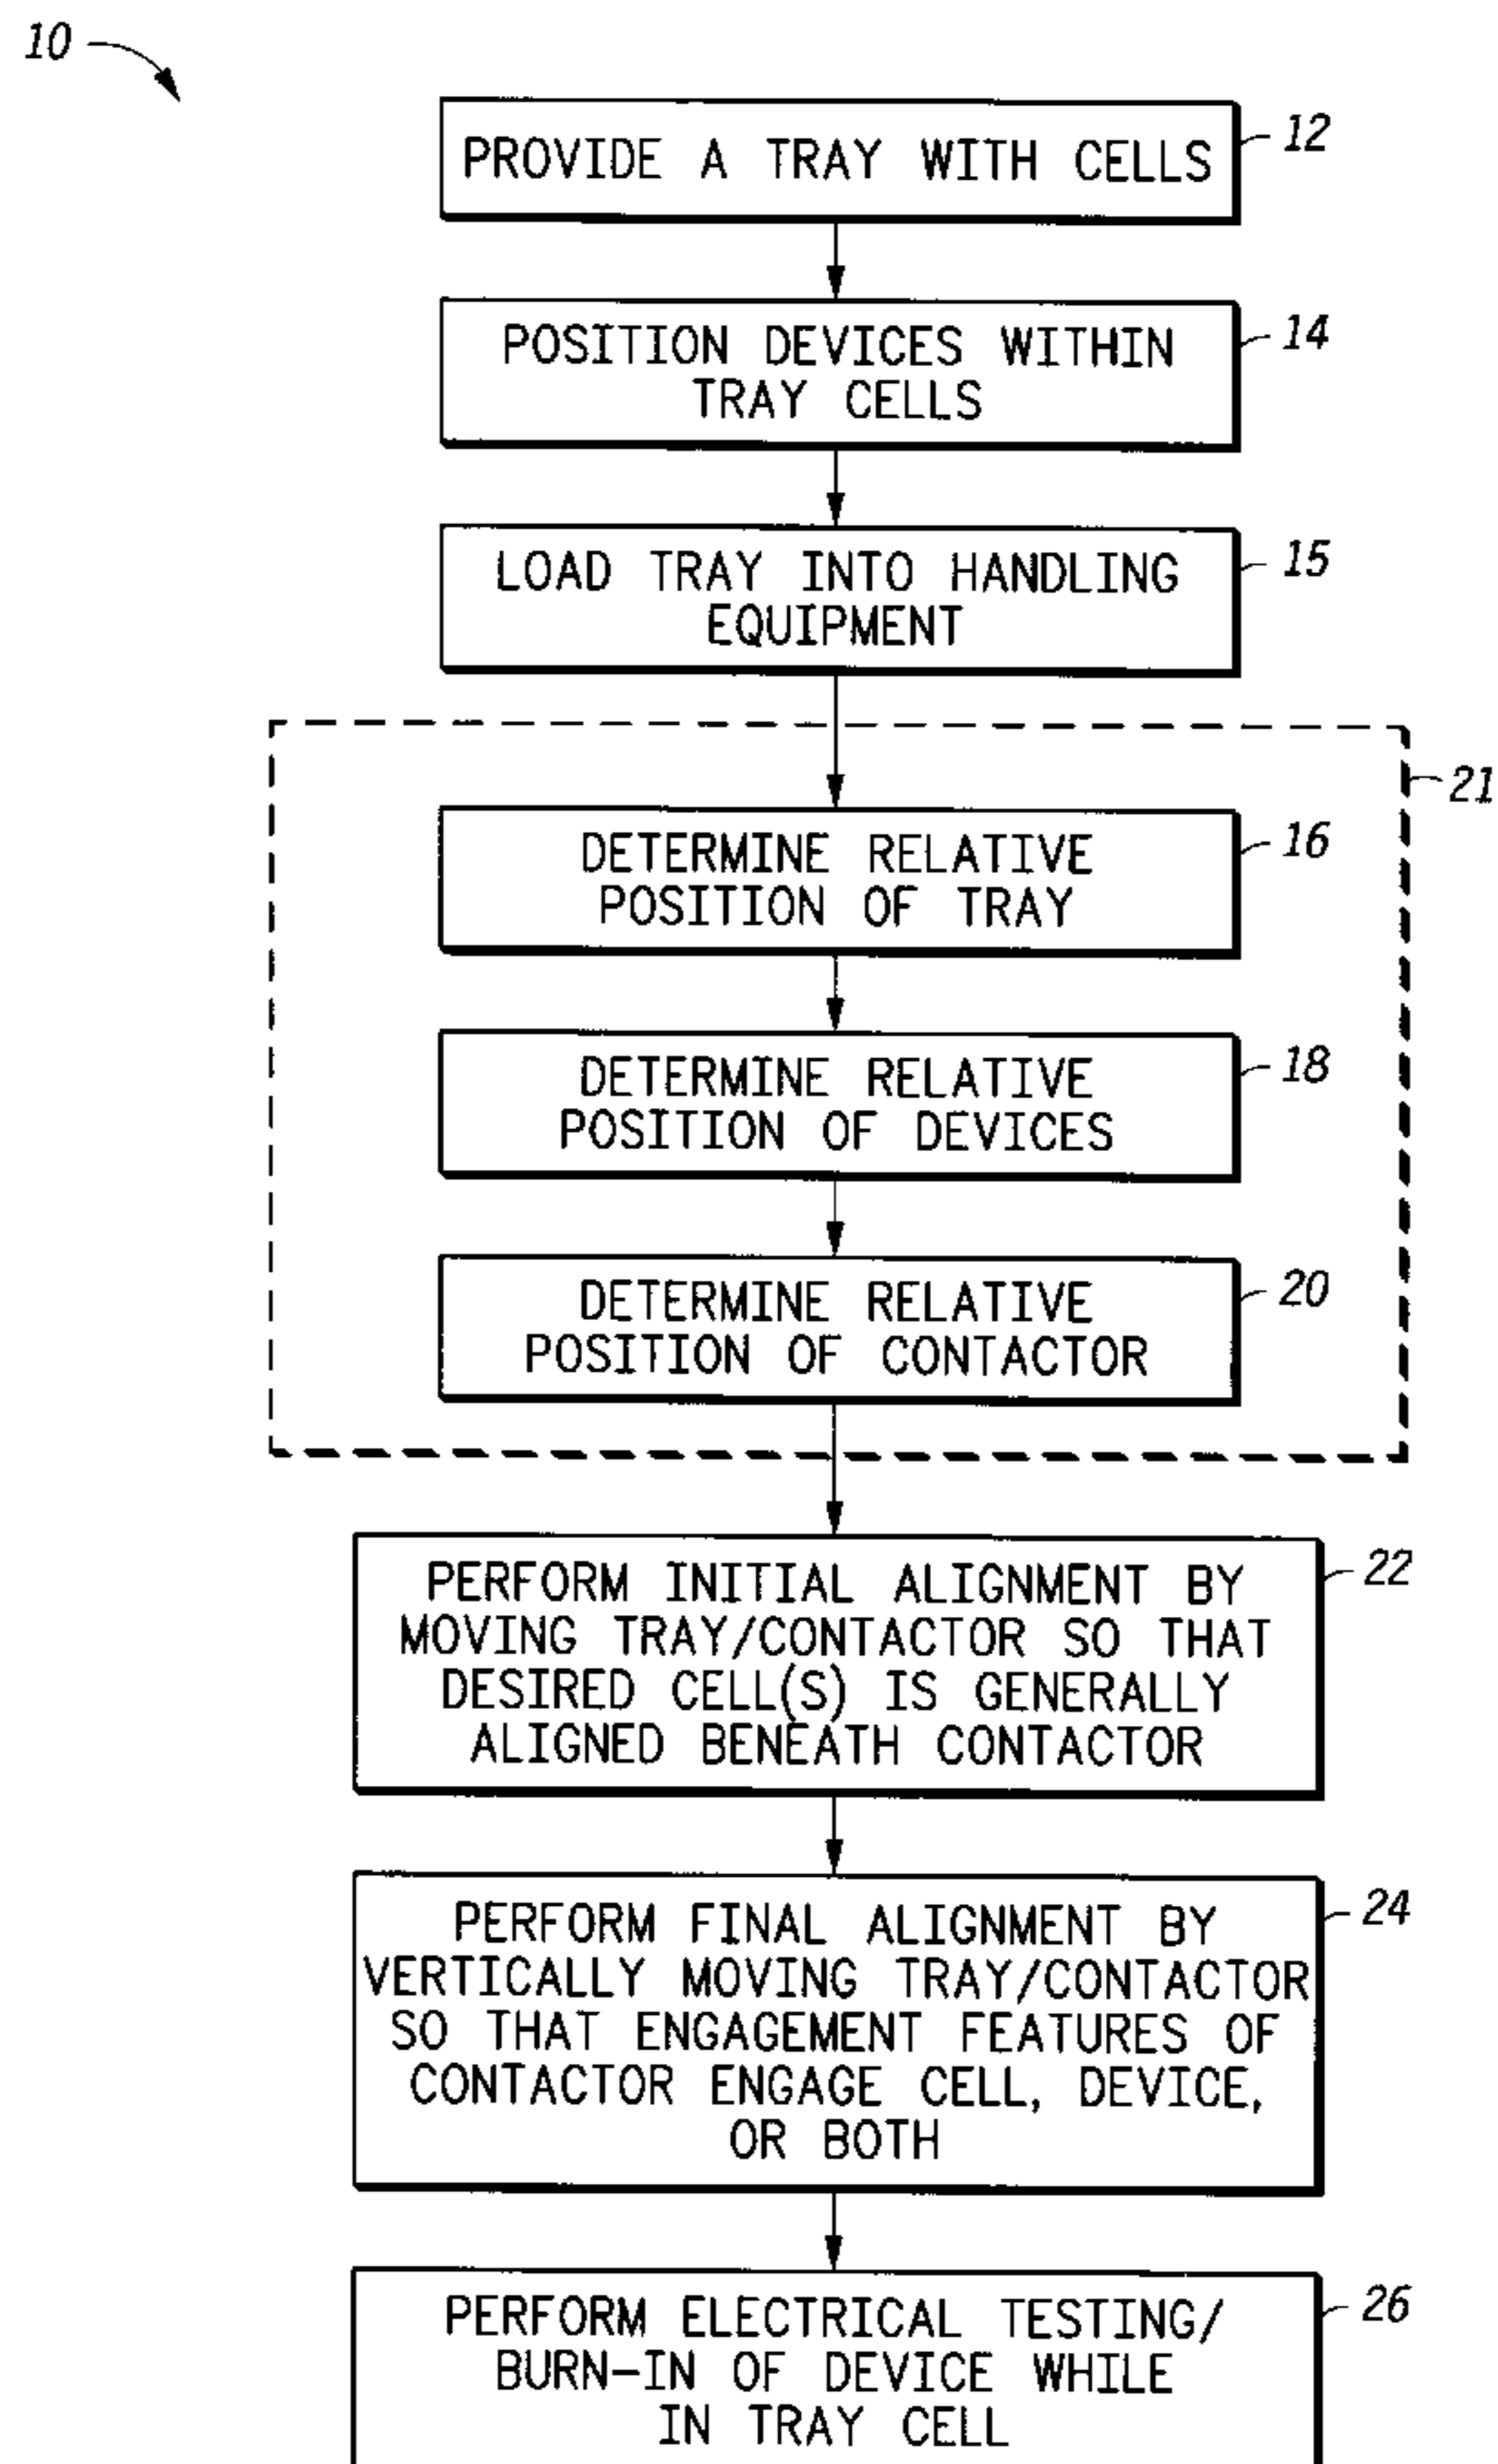 10
PROVIDE A TRAY WITH CELLS
12
POSITION DEVICES WITHIN
TRAY CELLS
14
LOAD TRAY INTO HANDLING
EQUIPMENT
15
21
DETERMINE RELATIVE
POSITION OF TRAY
16
DETERMINE RELATIVE
POSITION OF DEVICES
18
DETERMINE RELATIVE
POSITION OF CONTACTOR
20
PERFORM INITIAL ALIGNMENT BY
MOVING TRAY/CONTACTOR SO THAT
DESIRED CELL(S) IS GENERALLY
ALIGNED BENEATH CONTACTOR
22
PERFORM FINAL ALIGNMENT BY
VERTICALLY MOVING TRAY/CONTACTOR
SO THAT ENGAGEMENT FEATURES OF
CONTACTOR ENGAGE CELL, DEVICE,
OR BOTH
24
PERFORM ELECTRICAL TESTING/
BURN-IN OF DEVICE WHILE
IN TRAY CELL
26